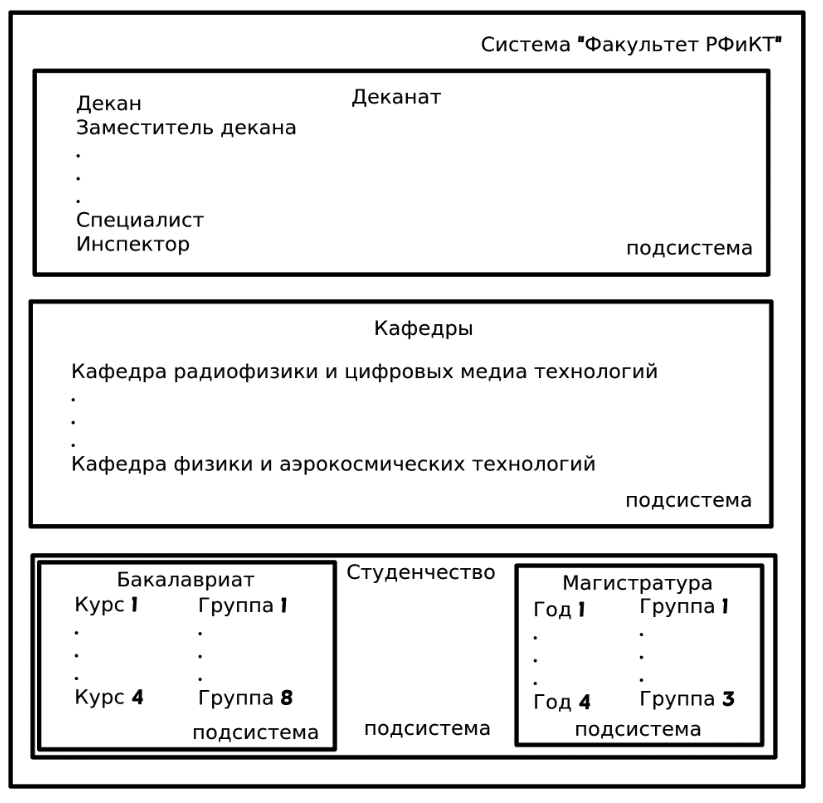 Система "Факультет РФиКТ"
Деканат
Декан
Заместитель декана
.
.
.
Специалист
Инспектор
подсистема
Кафедры
Кафедра радиофизики и цифровых медиа технологий
.
.
.
Кафедра физики и аэрокосмических технологий
подсистема
Студенчество
Бакалавриат
Курс 1 Группа 1
. .
. .
. .
Курс 4 Группа 8
подсистема
подсистема
Магистратура
Год 1 Группа 1
. .
. .
. .
Год 4 Группа 3
подсистема